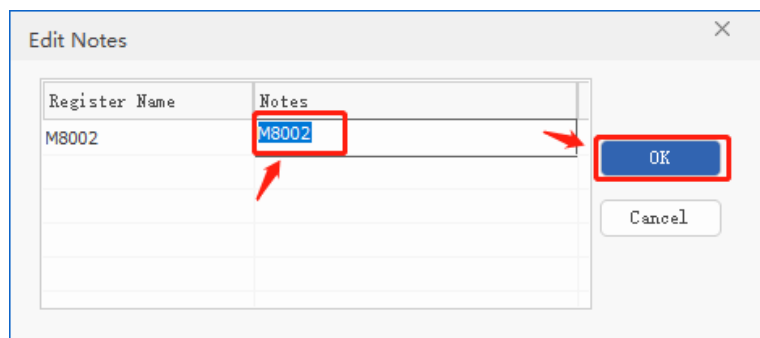 Edit Notes
Register Name Notes
M8002 M8002
OK
Cancel